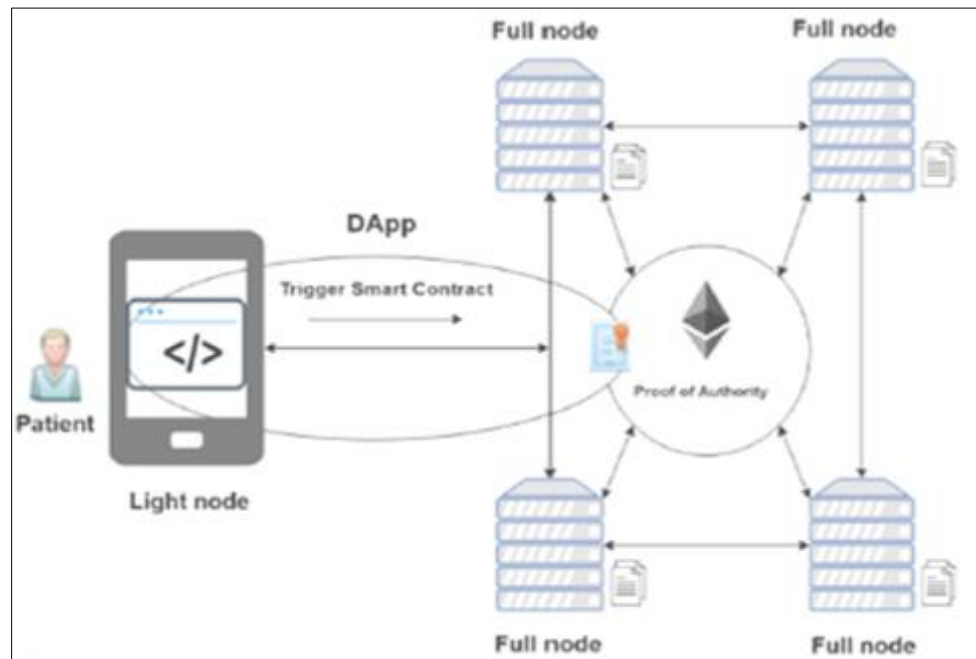 Full node
Full node
DApp
Trigger Smart Contract
</>
Proof of Authority
Patient
Light node
Full node
Full node